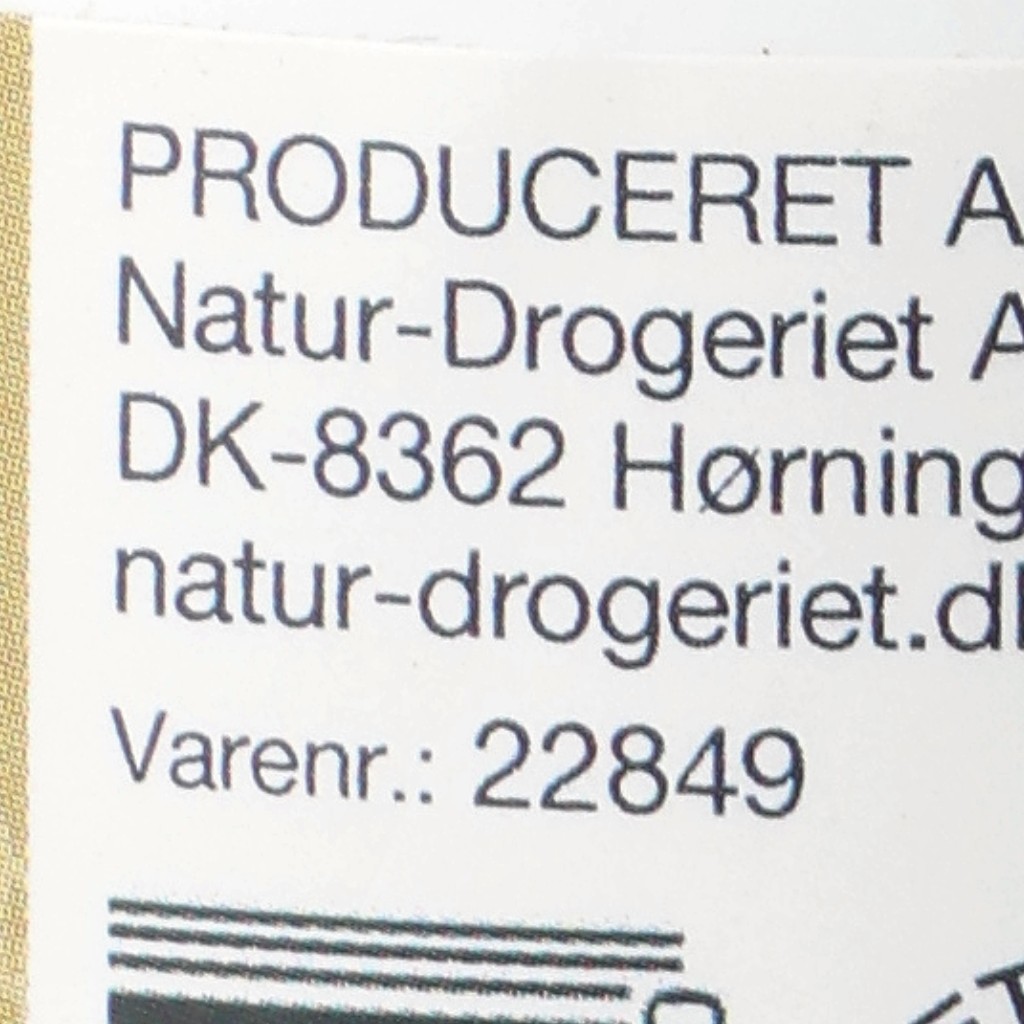 PRODUCERET A
Natur-Drogeriet A
DK-8362 Hørning
natur-drogeriet.d
Varenr.: 22849